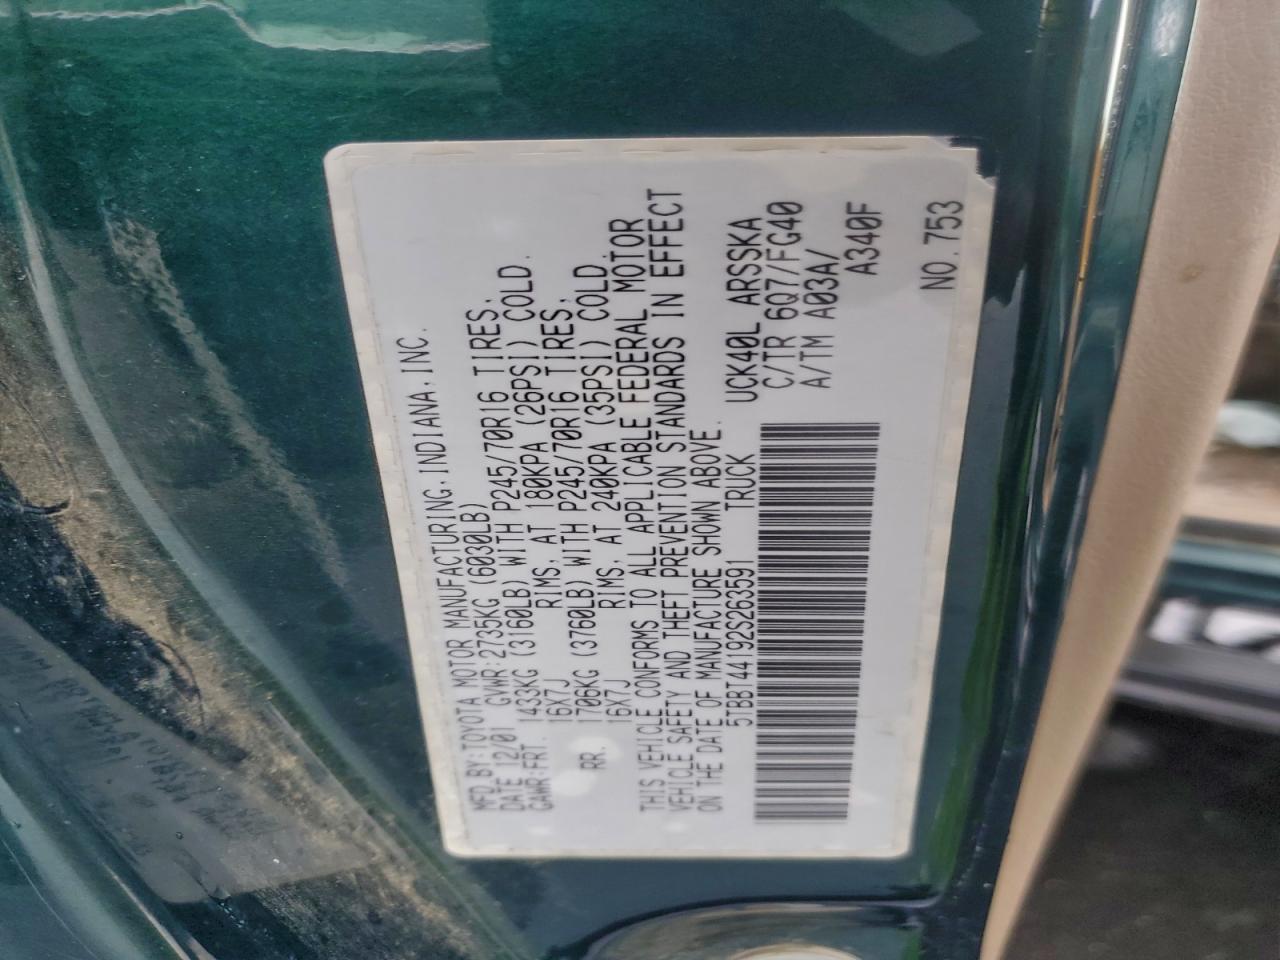 MFD. BY: TOYOTA MOTOR MANUFACTURING, INDIANA, INC.
DATE 12/01 GVWR: 2735KG (6030LB)
GAWR: FRT. 1433KG (3160LB) WITH P245/70R16 TIRES,
16X7J RIMS, AT 180KPA (26PSI) COLD.
RR. 1706KG (3760LB) WITH P245/70R16 TIRES,
16X7J RIMS, AT 240KPA (35PSI) COLD.
THIS VEHICLE CONFORMS TO ALL APPLICABLE FEDERAL MOTOR
VEHICLE SAFETY AND THEFT PREVENTION STANDARDS IN EFFECT
ON THE DATE OF MANUFACTURE SHOWN ABOVE.
5TBBT44192S263591 TRUCK
UCK40L ARSSKA
C/TR 6Q7/FG40
A/TM A03A/
A340F
NO.753